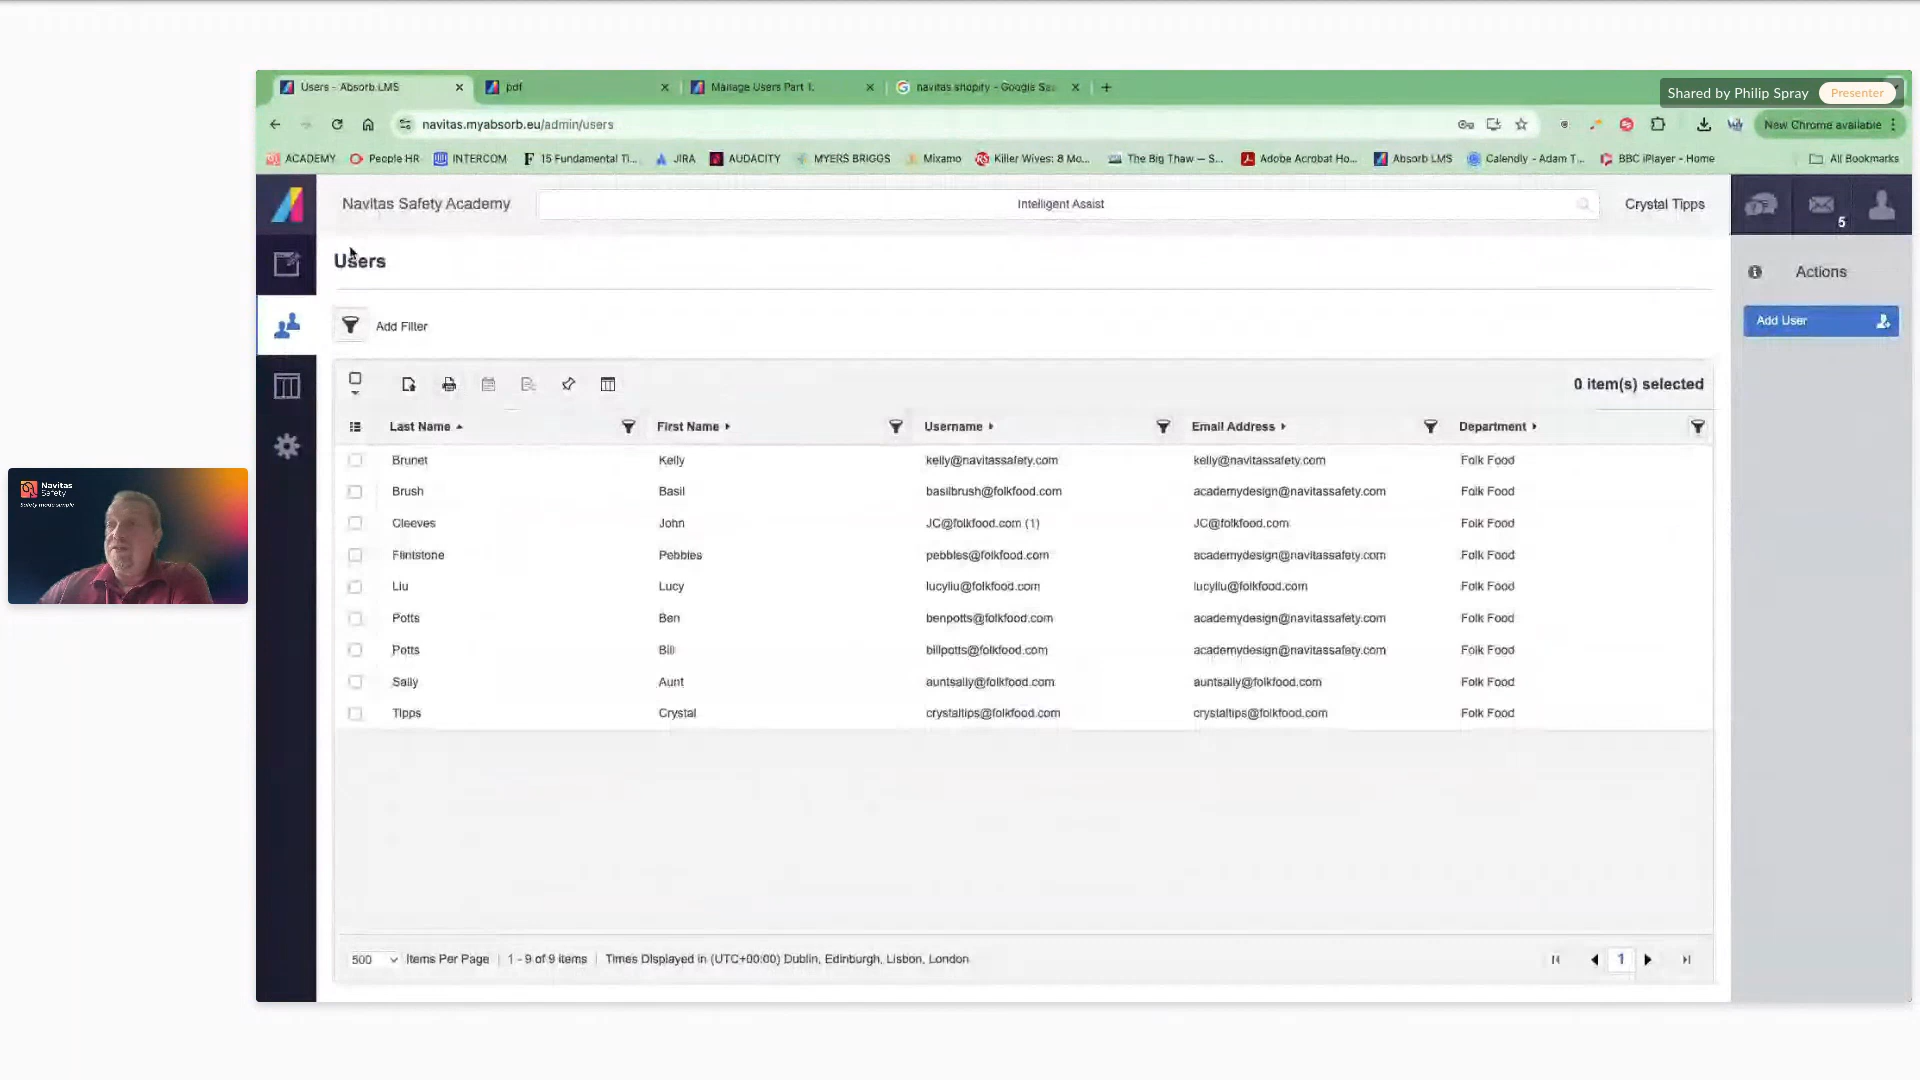 Users - Absorb LMS
pdf
Manage Users Part 1.
navitas shopify - Google Sea
Shared by Philip Spray
Presenter
navitas.myabsorb.eu/admin/users
New Chrome available
ACADEMY
People HR
INTERCOM
15 Fundamental Ti...
JIRA
AUDACITY
MYERS BRIGGS
Mixamo
Killer Wives: 8 Mo...
The Big Thaw — S...
Adobe Acrobat Ho...
Absorb LMS
Calendly - Adam T...
BBC iPlayer - Home
All Bookmarks
Navitas Safety Academy
Intelligent Assist
Crystal Tipps
5
Users
Actions
Add Filter
Add User
0 item(s) selected
Last Name First Name Username Email Address Department
Brunet Kelly kelly@navitassafety.com kelly@navitassafety.com Folk Food
Brush Basil basilbrush@folkfood.com academydesign@navitassafety.com Folk Food
Cleeves John JC@folkfood.com (1) JC@folkfood.com Folk Food
Flintstone Pebbles pebbles@folkfood.com academydesign@navitassafety.com Folk Food
Liu Lucy lucyliu@folkfood.com lucyliu@folkfood.com Folk Food
Potts Ben benpotts@folkfood.com academydesign@navitassafety.com Folk Food
Potts Bill billpotts@folkfood.com academydesign@navitassafety.com Folk Food
Sally Aunt auntsally@folkfood.com auntsally@folkfood.com Folk Food
Tipps Crystal crystaltips@folkfood.com crystaltips@folkfood.com Folk Food
500 Items Per Page 1 - 9 of 9 items Times Displayed in (UTC+00:00) Dublin, Edinburgh, Lisbon, London
1
Navitas
Safety
Safety made simple